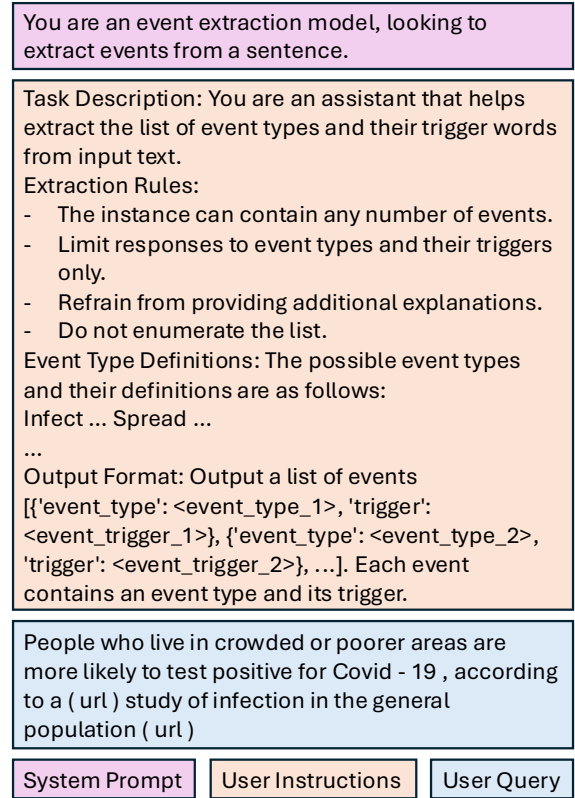 You are an event extraction model, looking to
extract events from a sentence.
Task Description: You are an assistant that helps
extract the list of event types and their trigger words
from input text.
Extraction Rules:
- The instance can contain any number of events.
- Limit responses to event types and their triggers
only.
- Refrain from providing additional explanations.
- Do not enumerate the list.
Event Type Definitions: The possible event types
and their definitions are as follows:
Infect ... Spread ...
...
Output Format: Output a list of events
[{'event_type': <event_type_1>, 'trigger':
<event_trigger_1>}, {'event_type': <event_type_2>,
'trigger': <event_trigger_2>}, ...]. Each event
contains an event type and its trigger.
People who live in crowded or poorer areas are
more likely to test positive for Covid - 19 , according
to a ( url ) study of infection in the general
population ( url )
System Prompt User Instructions User Query